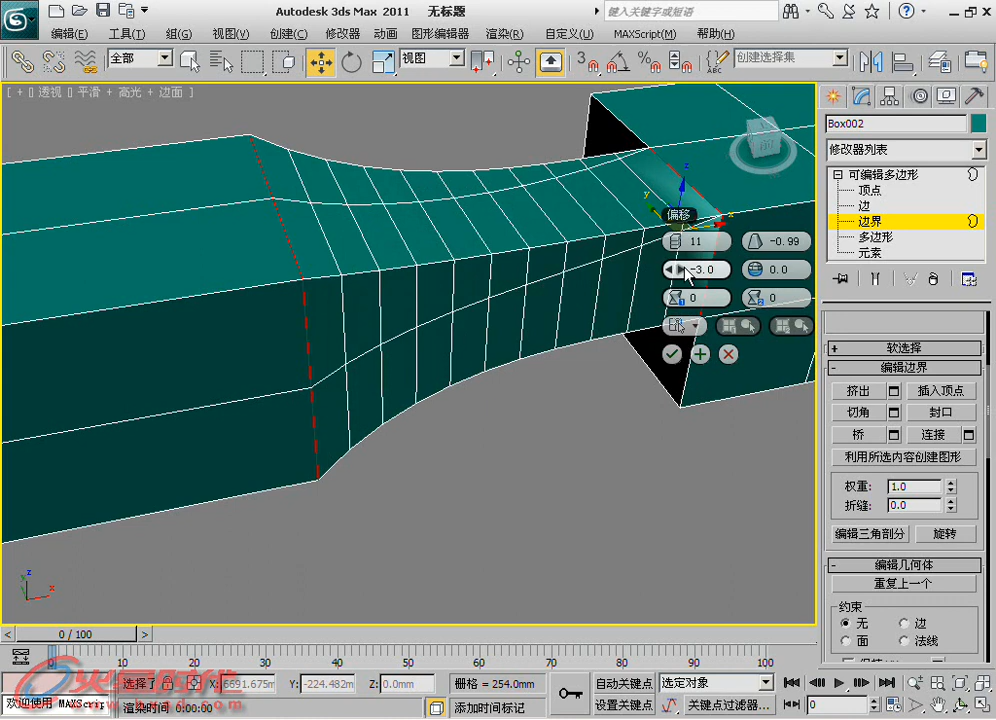 Autodesk 3ds Max 2011 无标题
键入关键字或短语
编辑(E) 工具(T) 组(G) 视图(V) 创建(C) 修改器 动画 图形编辑器 渲染(R) 自定义(U) MAXScript(M) 帮助(H)
全部 视图 3 创建选择集
[ + [] 透视 ] 平滑 + 高光 + 边面 ]
Box002
修改器列表
可编辑多边形
顶点
边
边界
多边形
元素
偏移
11 -0.99
-3.0 0.0
0 0
+ 软选择
- 编辑边界
挤出 插入顶点
切角 封口
桥 连接
利用所选内容创建图形
权重: 1.0
折缝: 0.0
编辑三角剖分 旋转
- 编辑几何体
重复上一个
约束
无 边
面 法线
z y x
z x
< 0 / 100 >
0 10 20 30 40 50 60 70 80 90 100
选择了 X: 6691.675m Y: -224.482m Z: 0.0mm 栅格 = 254.0mm 自动关键点 选定对象
欢迎使用 MAXScrip 渲染时间 0:00:00 添加时间标记 设置关键点 关键点过滤器... 0